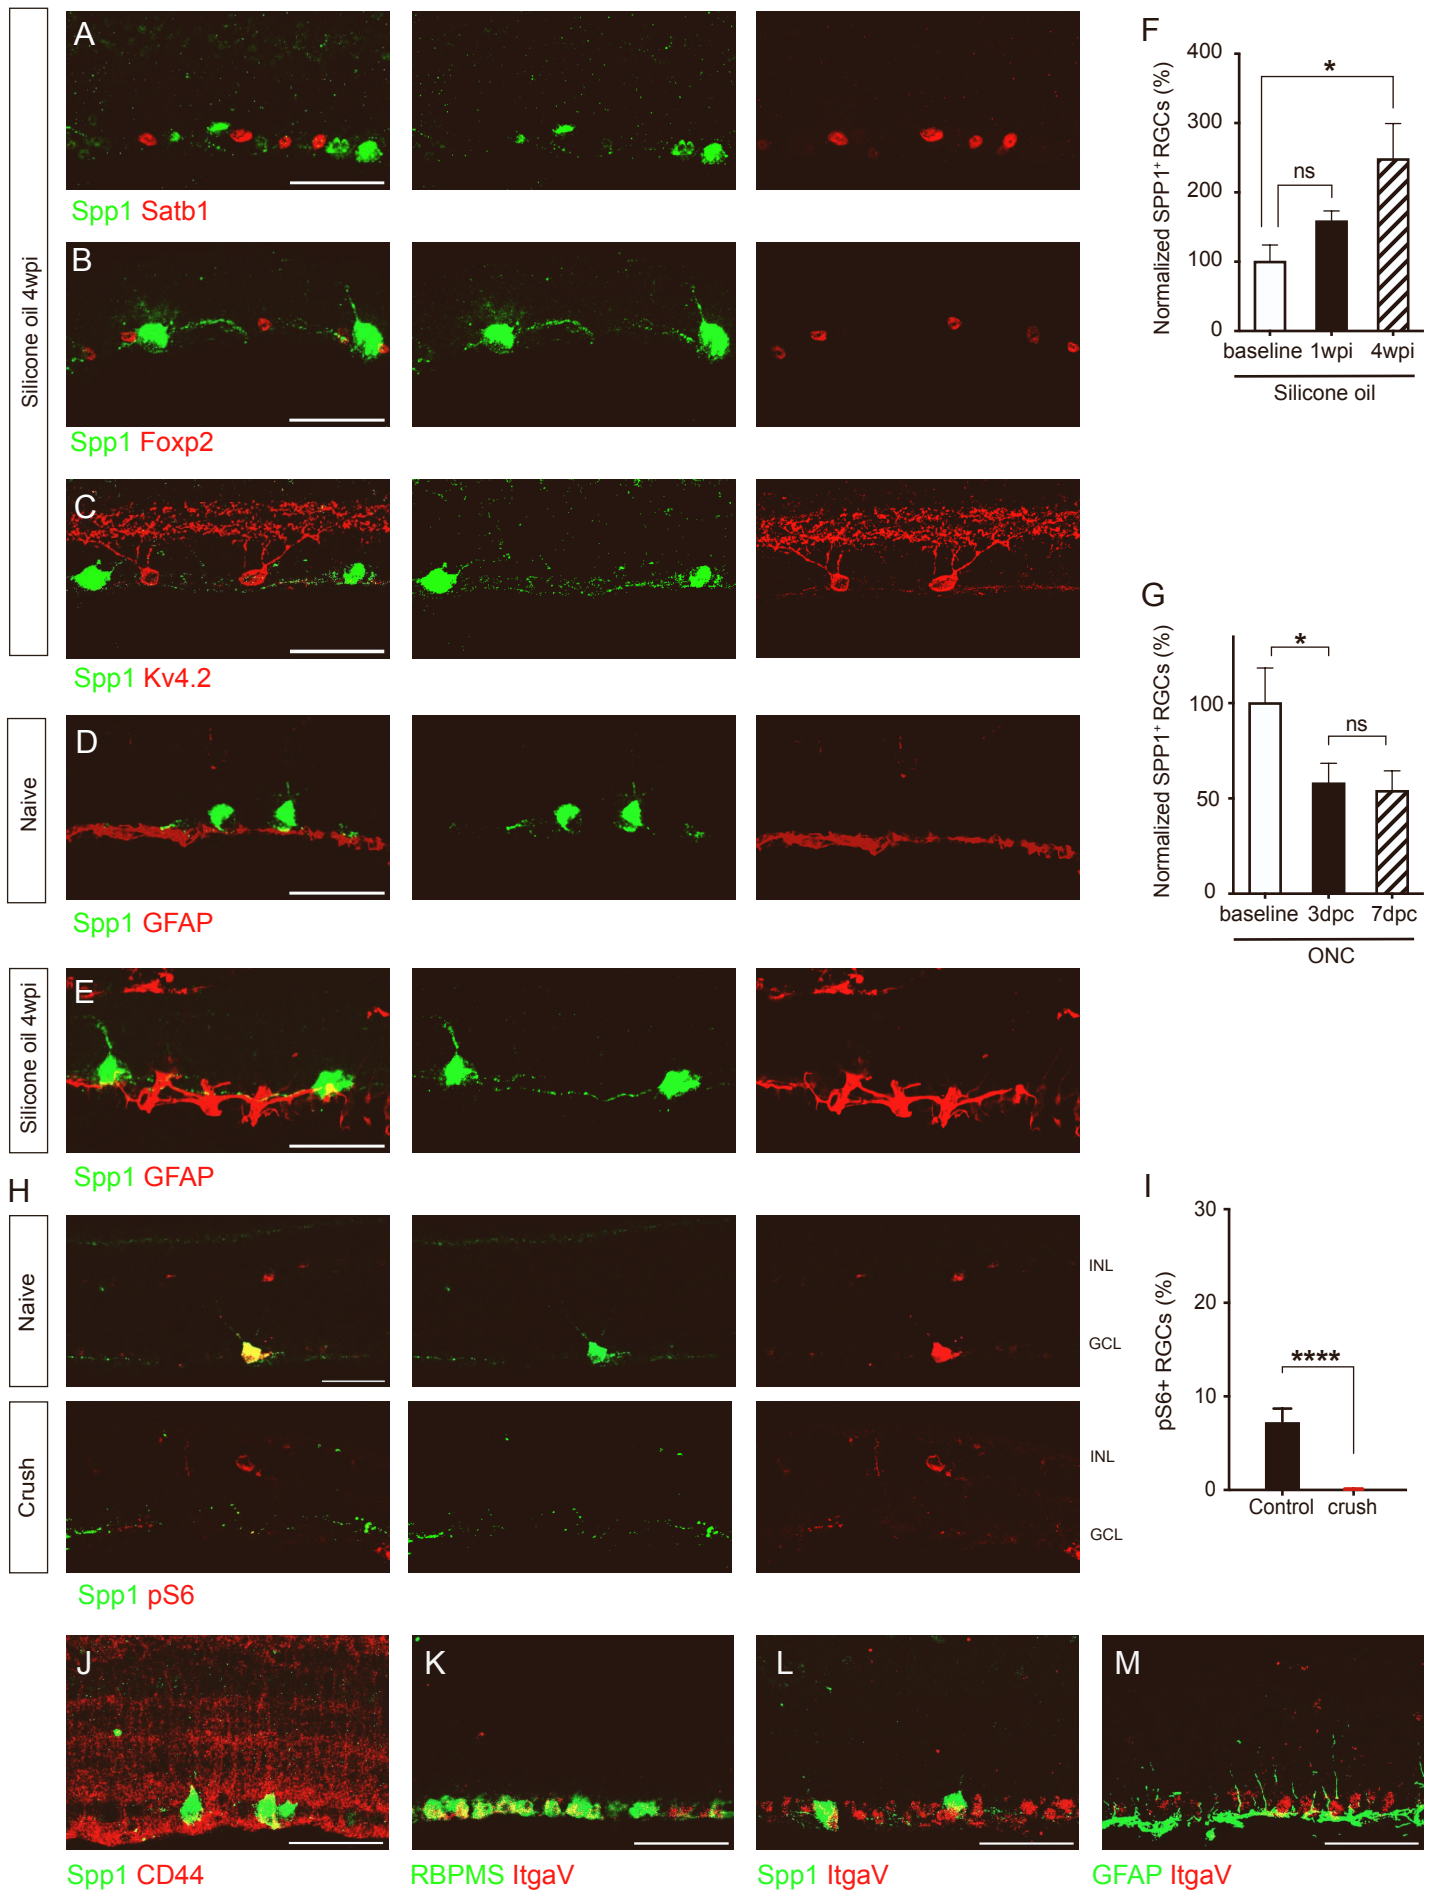 Silicone oil 4wpi
A
Spp1 Satb1
B
Spp1 Foxp2
C
Spp1 Kv4.2
F
Normalized SPP1+ RGCs (%)
400
300
200
100
0
*
ns
baseline 1wpi 4wpi
Silicone oil
Naive
D
Spp1 GFAP
G
Normalized SPP1+ RGCs (%)
100
50
0
*
ns
baseline 3dpc 7dpc
ONC
Silicone oil 4wpi
E
Spp1 GFAP
H
Naive
INL
GCL
Crush
INL
GCL
Spp1 pS6
I
pS6+ RGCs (%)
30
20
10
0
****
Control crush
J
Spp1 CD44
K
RBPMS ItgaV
L
Spp1 ItgaV
M
GFAP ItgaV